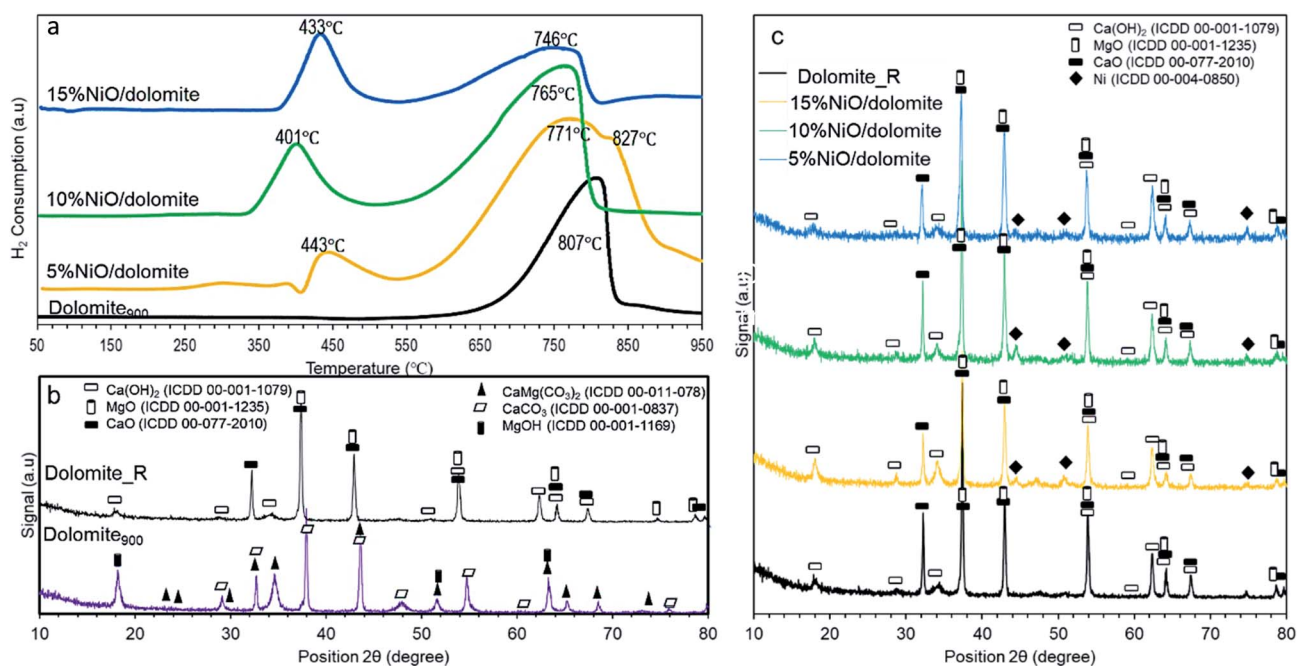 a
433°C
746°C
15%NiO/dolomite
765°C
401°C
771°C
827°C
10%NiO/dolomite
443°C
807°C
5%NiO/dolomite
Dolomite₉₀₀
H₂ Consumption (a.u)
50 150 250 350 450 550 650 750 850 950
Temperature (°C)
b
Ca(OH)₂ (ICDD 00-001-1079)
MgO (ICDD 00-001-1235)
CaO (ICDD 00-077-2010)
CaMg(CO₃)₂ (ICDD 00-011-078)
CaCO₃ (ICDD 00-001-0837)
MgOH (ICDD 00-001-1169)
Dolomite_R
Dolomite₉₀₀
Signal (a.u)
10 20 30 40 50 60 70 80
Position 2θ (degree)
c
Ca(OH)₂ (ICDD 00-001-1079)
MgO (ICDD 00-001-1235)
CaO (ICDD 00-077-2010)
Ni (ICDD 00-004-0850)
Dolomite_R
15%NiO/dolomite
10%NiO/dolomite
5%NiO/dolomite
Signal (a.u)
10 20 30 40 50 60 70 80
Position 2θ (degree)